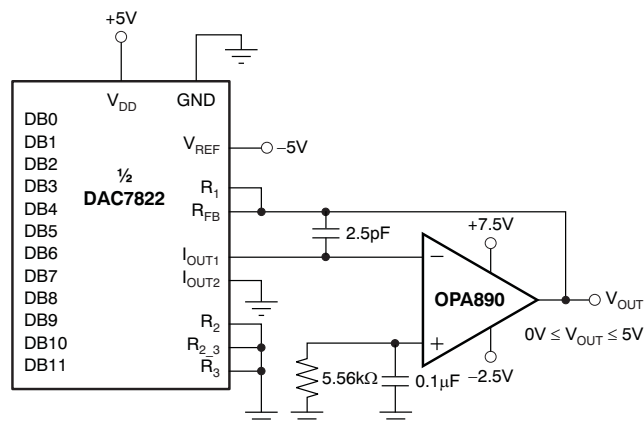 +5V
V_DD
GND
DB0
DB1
DB2
DB3
DB4
DB5
DB6
DB7
DB8
DB9
DB10
DB11
½
DAC7822
V_REF
−5V
R_1
R_FB
I_OUT1
I_OUT2
R_2
R_2_3
R_3
2.5pF
+7.5V
−
OPA890
+
V_OUT
0V ≤ V_OUT ≤ 5V
−2.5V
5.56kΩ
0.1μF